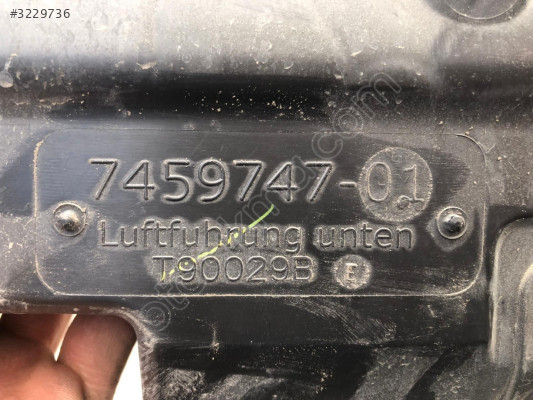 #3229736
7459747-01
Luftfuhrung unten
T90029B E